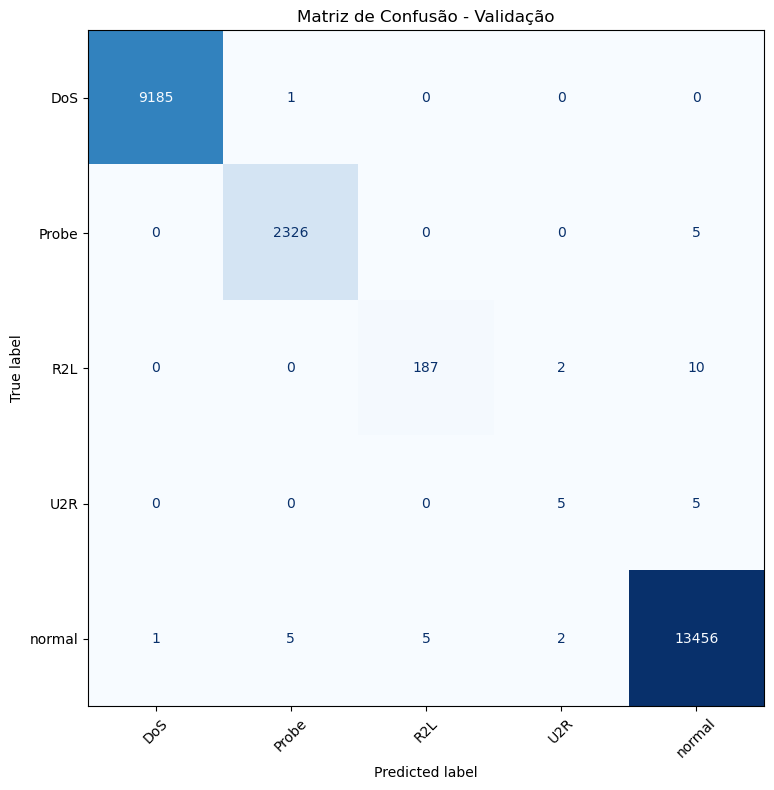 Matriz de Confusão - Validação
True label
DoS 9185 1 0 0 0
Probe 0 2326 0 0 5
R2L 0 0 187 2 10
U2R 0 0 0 5 5
normal 1 5 5 2 13456
DoS Probe R2L U2R normal
Predicted label